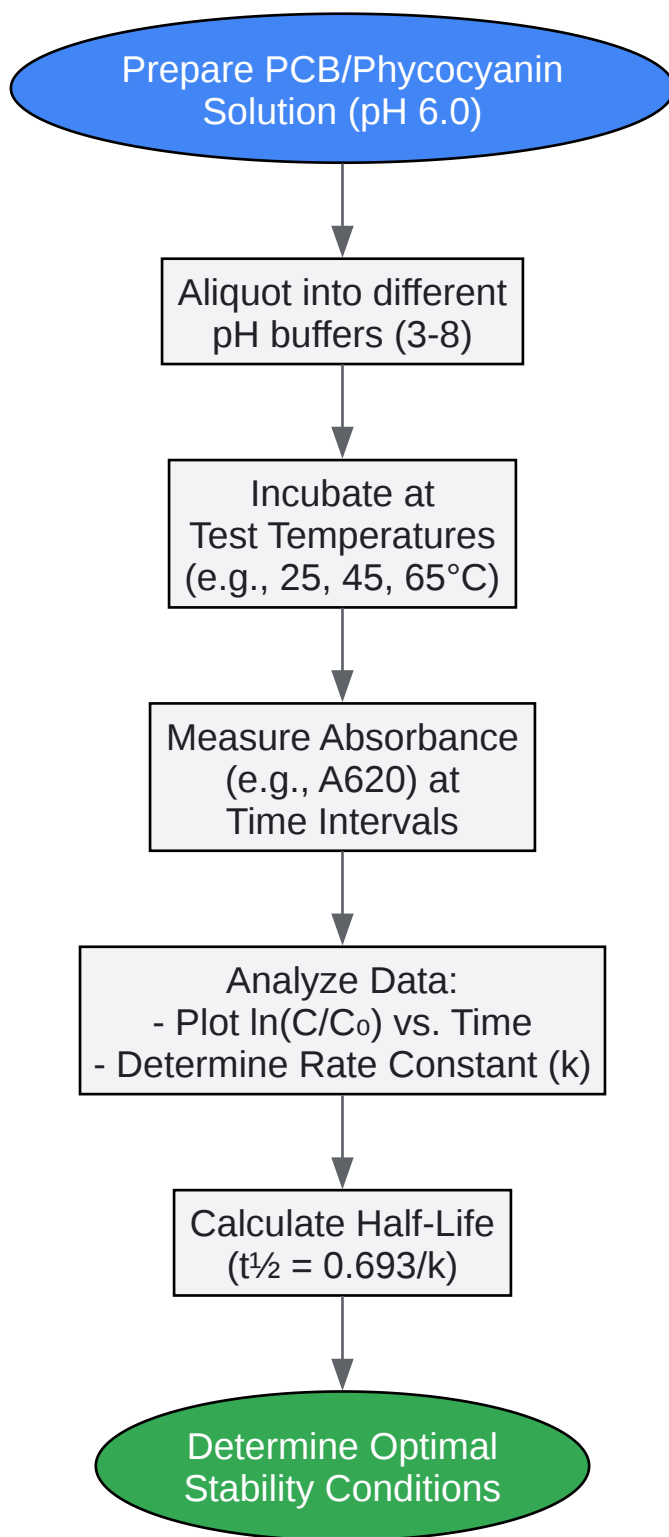 Prepare PCB/Phycocyanin
Solution (pH 6.0)
Aliquot into different
pH buffers (3-8)
Incubate at
Test Temperatures
(e.g., 25, 45, 65°C)
Measure Absorbance
(e.g., A620) at
Time Intervals
Analyze Data:
- Plot ln(C/C₀) vs. Time
- Determine Rate Constant (k)
Calculate Half-Life
(t½ = 0.693/k)
Determine Optimal
Stability Conditions